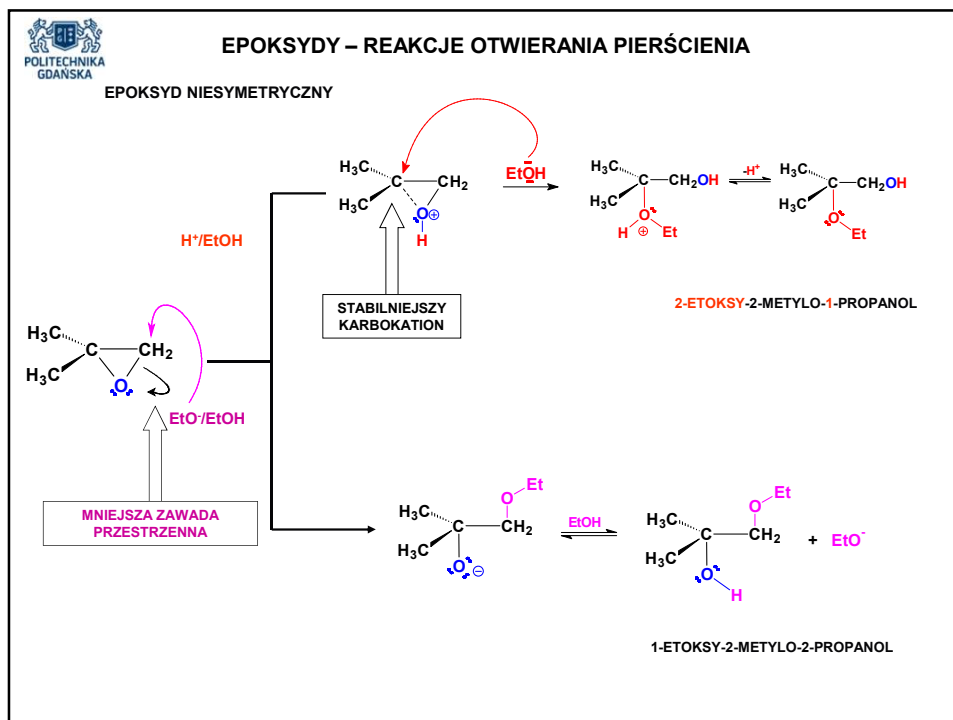 POLITECHNIKA
GDAŃSKA
EPOKSYDY – REAKCJE OTWIERANIA PIERŚCIENIA
EPOKSYD NIESYMETRYCZNY
H₃C
H₃C
C
CH₂
O
⊕
H
EtOH
H₃C
H₃C
C
CH₂OH
O
H
⊕
Et
-H⁺
H₃C
H₃C
C
CH₂OH
O
Et
H⁺/EtOH
STABILNIEJSZY
KARBOKATION
2-ETOKSY-2-METYLO-1-PROPANOL
H₃C
H₃C
C
CH₂
O
EtO⁻/EtOH
MNIEJSZA ZAWADA
PRZESTRZENNA
Et
O
H₃C
H₃C
C
CH₂
O
⊖
EtOH
Et
O
H₃C
H₃C
C
CH₂
O
H
+ EtO⁻
1-ETOKSY-2-METYLO-2-PROPANOL